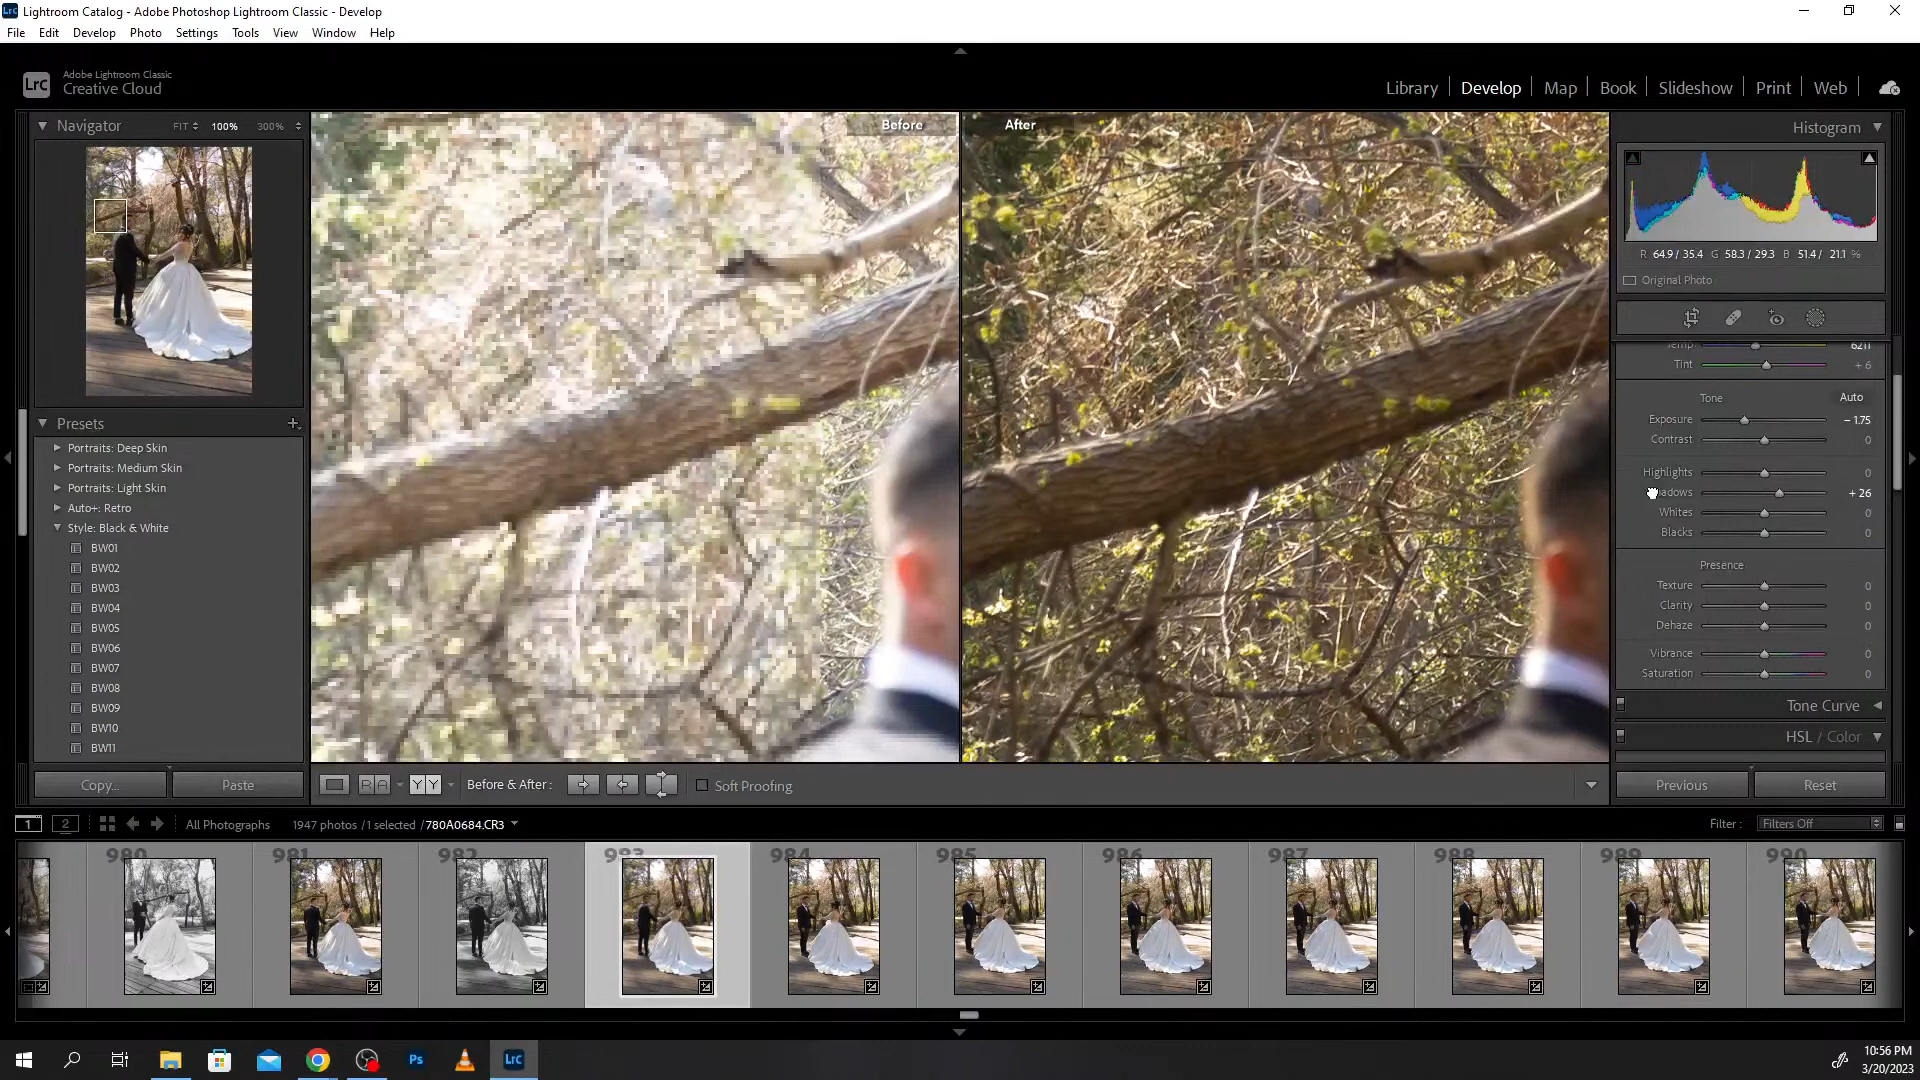 Lightroom Catalog - Adobe Photoshop Lightroom Classic - Develop
File Edit Develop Photo Settings Tools View Window Help
Lrc
Adobe Lightroom Classic
Creative Cloud
Library Develop Map Book Slideshow Print Web
Navigator FIT 100% 300%
Presets
Portraits: Deep Skin
Portraits: Medium Skin
Portraits: Light Skin
Auto+: Retro
Style: Black & White
BW01
BW02
BW03
BW04
BW05
BW06
BW07
BW08
BW09
BW10
BW11
Copy... Paste
Before After
Histogram
R 64.9 / 35.4 G 58.3 / 29.3 B 51.4 / 21.1 %
Original Photo
Temp 6211
Tint + 6
Tone Auto
Exposure – 1.75
Contrast 0
Highlights 0
adows + 26
Whites 0
Blacks 0
Presence
Texture 0
Clarity 0
Dehaze 0
Vibrance 0
Saturation 0
Tone Curve
HSL / Color
Previous Reset
R A Y Y Before & After : Soft Proofing
1 2 All Photographs 1947 photos / 1 selected / 780A0684.CR3 Filter : Filters Off
980 981 982 983 984 985 986 987 988 989 990
Ps LrC
10:56 PM
3/20/2023